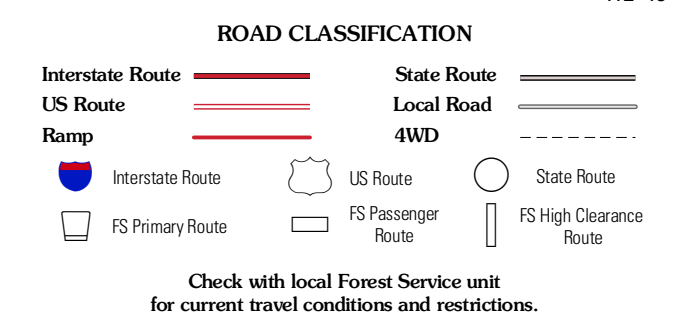 ROAD CLASSIFICATION
Interstate Route
State Route
US Route
Local Road
Ramp
4WD
Interstate Route
US Route
State Route
FS Primary Route
FS Passenger
Route
FS High Clearance
Route
Check with local Forest Service unit
for current travel conditions and restrictions.